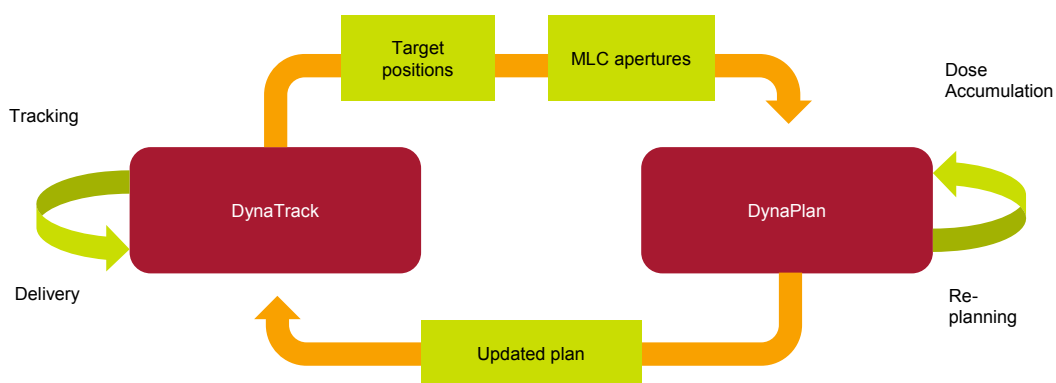 Target
positions
MLC apertures
Dose
Accumulation
Tracking
DynaTrack
DynaPlan
Delivery
Re-
planning
Updated plan